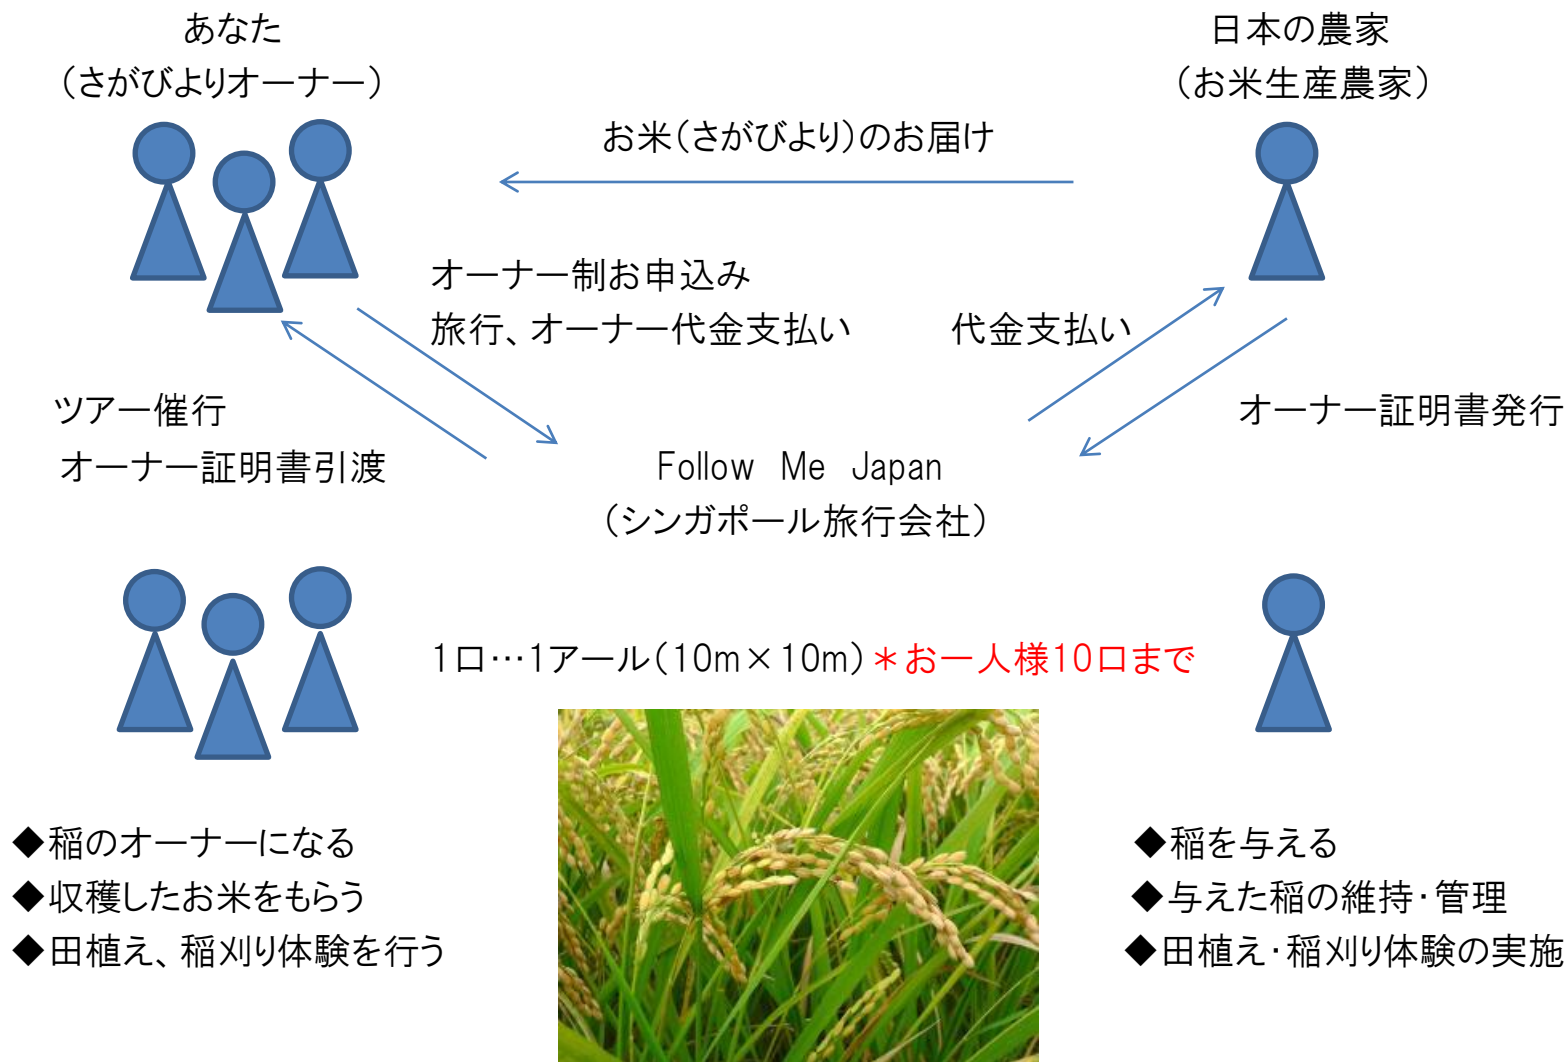 あなた
（さがびよりオーナー）
日本の農家
（お米生産農家）
お米（さがびより）のお届け
オーナー制お申込み
旅行、オーナー代金支払い
代金支払い
ツアー催行
オーナー証明書引渡
オーナー証明書発行
Follow Me Japan
（シンガポール旅行会社）
1口…1アール（10m×10m）＊お一人様10口まで
◆稲のオーナーになる
◆収穫したお米をもらう
◆田植え、稲刈り体験を行う
◆稲を与える
◆与えた稲の維持・管理
◆田植え・稲刈り体験の実施